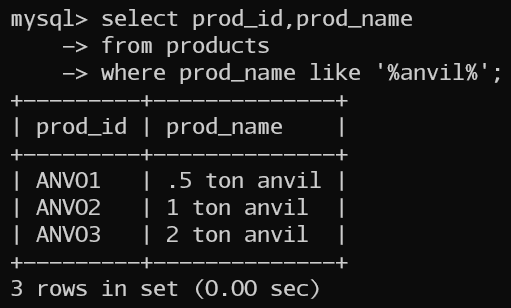 mysql> select prod_id,prod_name
    -> from products
    -> where prod_name like '%anvil%';
+---------+--------------+
| prod_id | prod_name    |
+---------+--------------+
| ANV01   | .5 ton anvil |
| ANV02   | 1 ton anvil  |
| ANV03   | 2 ton anvil  |
+---------+--------------+
3 rows in set (0.00 sec)